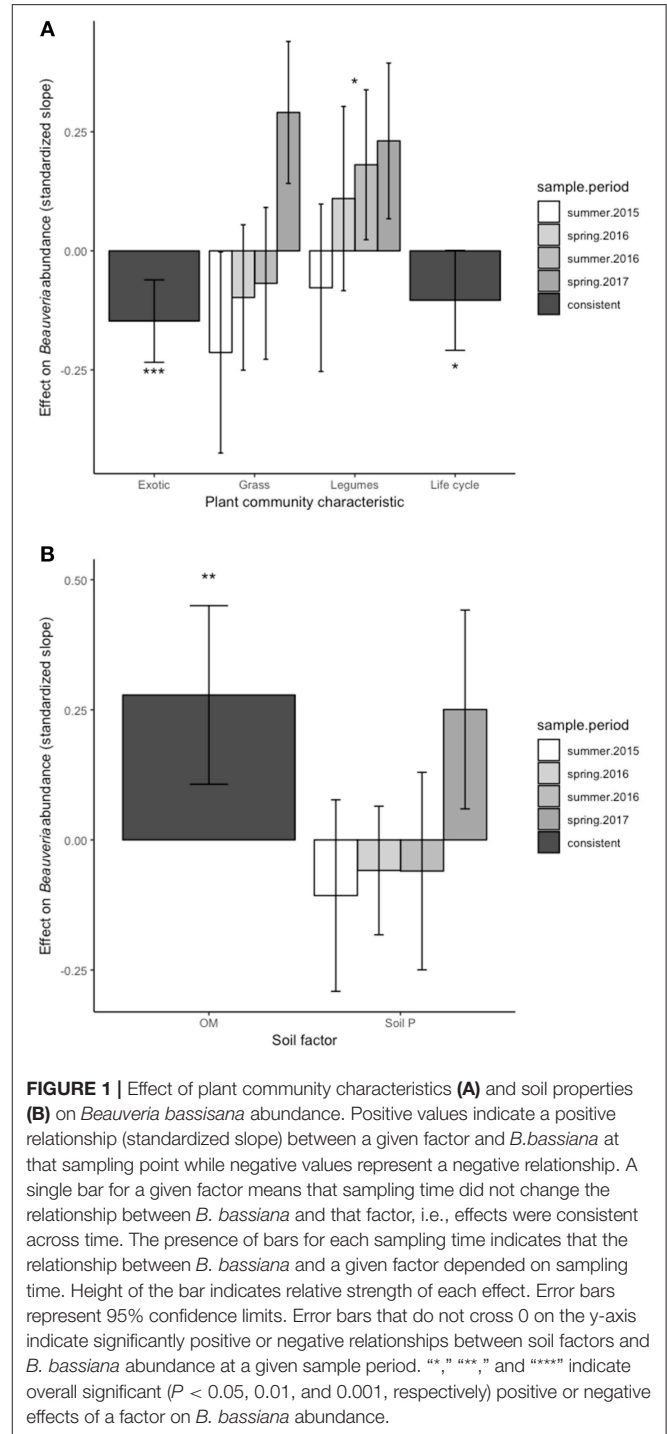 A
Effect on Beauveria abundance (standardized slope)
0.25
0.00
-0.25
*
***
*
Exotic
Grass
Legumes
Life cycle
Plant community characteristic
sample.period
summer.2015
spring.2016
summer.2016
spring.2017
consistent
B
Effect on Beauveria abundance (standardized slope)
0.50
0.25
0.00
-0.25
**
OM
Soil P
Soil factor
sample.period
summer.2015
spring.2016
summer.2016
spring.2017
consistent
FIGURE 1 | Effect of plant community characteristics (A) and soil properties
(B) on Beauveria bassisana abundance. Positive values indicate a positive
relationship (standardized slope) between a given factor and B.bassiana at
that sampling point while negative values represent a negative relationship. A
single bar for a given factor means that sampling time did not change the
relationship between B. bassiana and that factor, i.e., effects were consistent
across time. The presence of bars for each sampling time indicates that the
relationship between B. bassiana and a given factor depended on sampling
time. Height of the bar indicates relative strength of each effect. Error bars
represent 95% confidence limits. Error bars that do not cross 0 on the y-axis
indicate significantly positive or negative relationships between soil factors and
B. bassiana abundance at a given sample period. “*,” “**,” and “***” indicate
overall significant (P < 0.05, 0.01, and 0.001, respectively) positive or negative
effects of a factor on B. bassiana abundance.